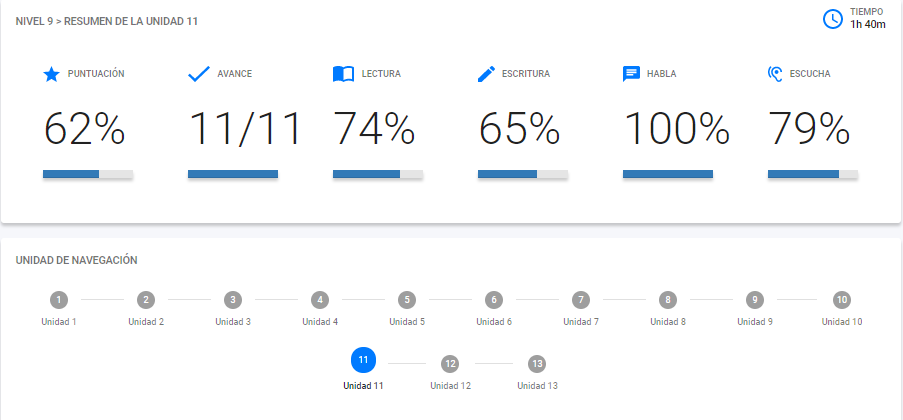 NIVEL 9 > RESUMEN DE LA UNIDAD 11
TIEMPO
1h 40m
PUNTUACIÓN
AVANCE
LECTURA
ESCRITURA
HABLA
ESCUCHA
62%
11/11
74%
65%
100%
79%
UNIDAD DE NAVEGACIÓN
1
2
3
4
5
6
7
8
9
10
Unidad 1
Unidad 2
Unidad 3
Unidad 4
Unidad 5
Unidad 6
Unidad 7
Unidad 8
Unidad 9
Unidad 10
11
12
13
Unidad 11
Unidad 12
Unidad 13